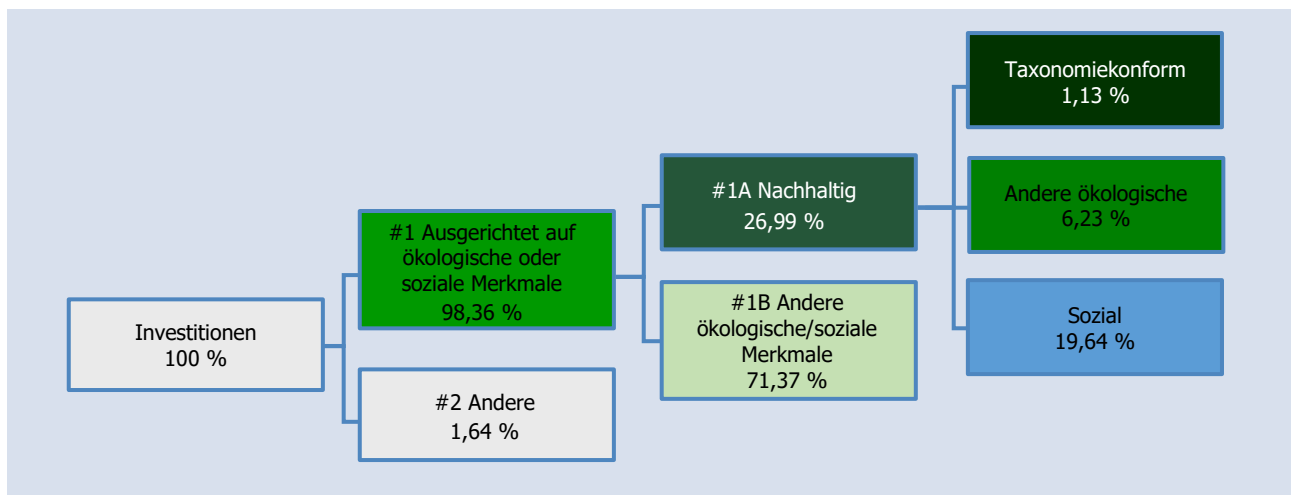 Investitionen
100 %
#1 Ausgerichtet auf
ökologische oder
soziale Merkmale
98,36 %
#2 Andere
1,64 %
#1A Nachhaltig
26,99 %
#1B Andere
ökologische/soziale
Merkmale
71,37 %
Taxonomiekonform
1,13 %
Andere ökologische
6,23 %
Sozial
19,64 %